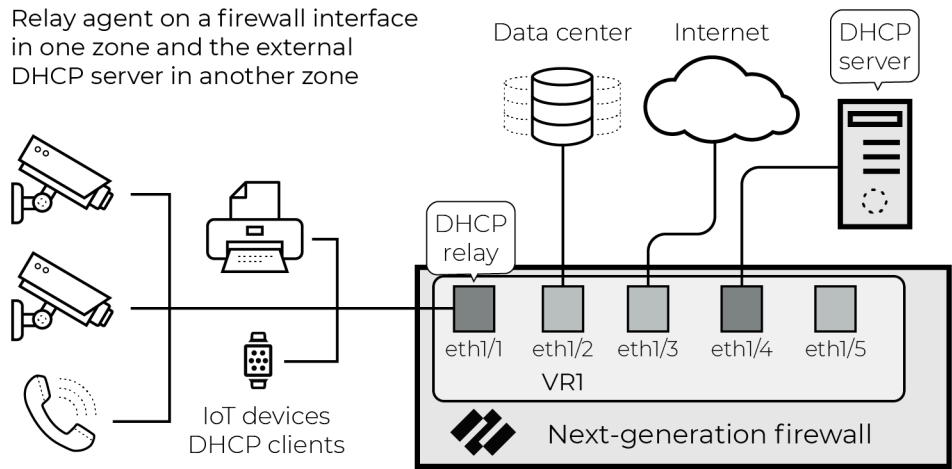 Relay agent on a firewall interface
in one zone and the external
DHCP server in another zone
Data center
Internet
DHCP
server
DHCP
relay
eth1/1
eth1/2
eth1/3
eth1/4
eth1/5
VR1
IoT devices
DHCP clients
Next-generation firewall